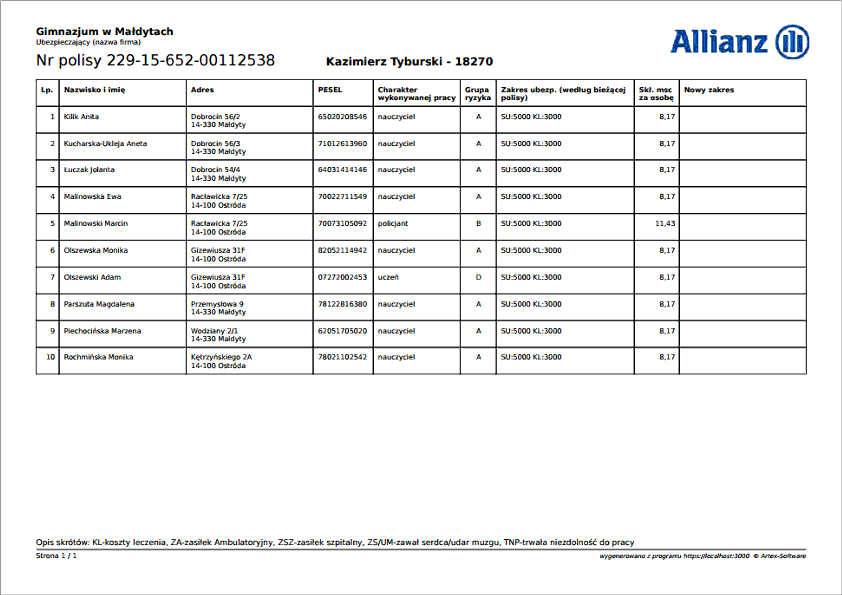 Gimnazjum w Małdytach
Ubezpieczający (nazwa firma)
Allianz
Nr polisy 229-15-652-00112538 Kazimierz Tyburski - 18270
Lp. Nazwisko i imię Adres PESEL Charakter wykonywanej pracy Grupa ryzyka Zakres ubezp. (według bieżącej polisy) Skł. msc za osobę Nowy zakres
1 Kilik Anita Dobrocin 56/2 65020208546 nauczyciel A SU:5000 KL:3000 8,17
14-330 Małdyty
2 Kucharska-Ukleja Aneta Dobrocin 56/3 71012613960 nauczyciel A SU:5000 KL:3000 8,17
14-330 Małdyty
3 Łuczak Jolanta Dobrocin 54/4 64031414146 nauczyciel A SU:5000 KL:3000 8,17
14-330 Małdyty
4 Malinowska Ewa Racławicka 7/25 70022711549 nauczyciel A SU:5000 KL:3000 8,17
14-100 Ostróda
5 Malinowski Marcin Racławicka 7/25 70073105092 policjant B SU:5000 KL:3000 11,43
14-100 Ostróda
6 Olszewska Monika Gizewiusza 31F 82052114942 nauczyciel A SU:5000 KL:3000 8,17
14-100 Ostróda
7 Olszewski Adam Gizewiusza 31F 07272002453 uczeń D SU:5000 KL:3000 8,17
14-100 Ostróda
8 Parszuta Magdalena Przemysłowa 9 78122816380 nauczyciel A SU:5000 KL:3000 8,17
14-330 Małdyty
9 Piechocińska Marzena Wodziany 2/1 62051705020 nauczyciel A SU:5000 KL:3000 8,17
14-330 Małdyty
10 Rochmińska Monika Kętrzyńskiego 2A 78021102542 nauczyciel A SU:5000 KL:3000 8,17
14-100 Ostróda
Opis skrótów: KL-koszty leczenia, ZA-zasiłek Ambulatoryjny, ZSZ-zasiłek szpitalny, ZS/UM-zawał serdca/udar muzgu, TNP-trwała niezdolność do pracy
Strona 1 / 1 wygenerowano z programu https://localhost:3000 © Artex-Software